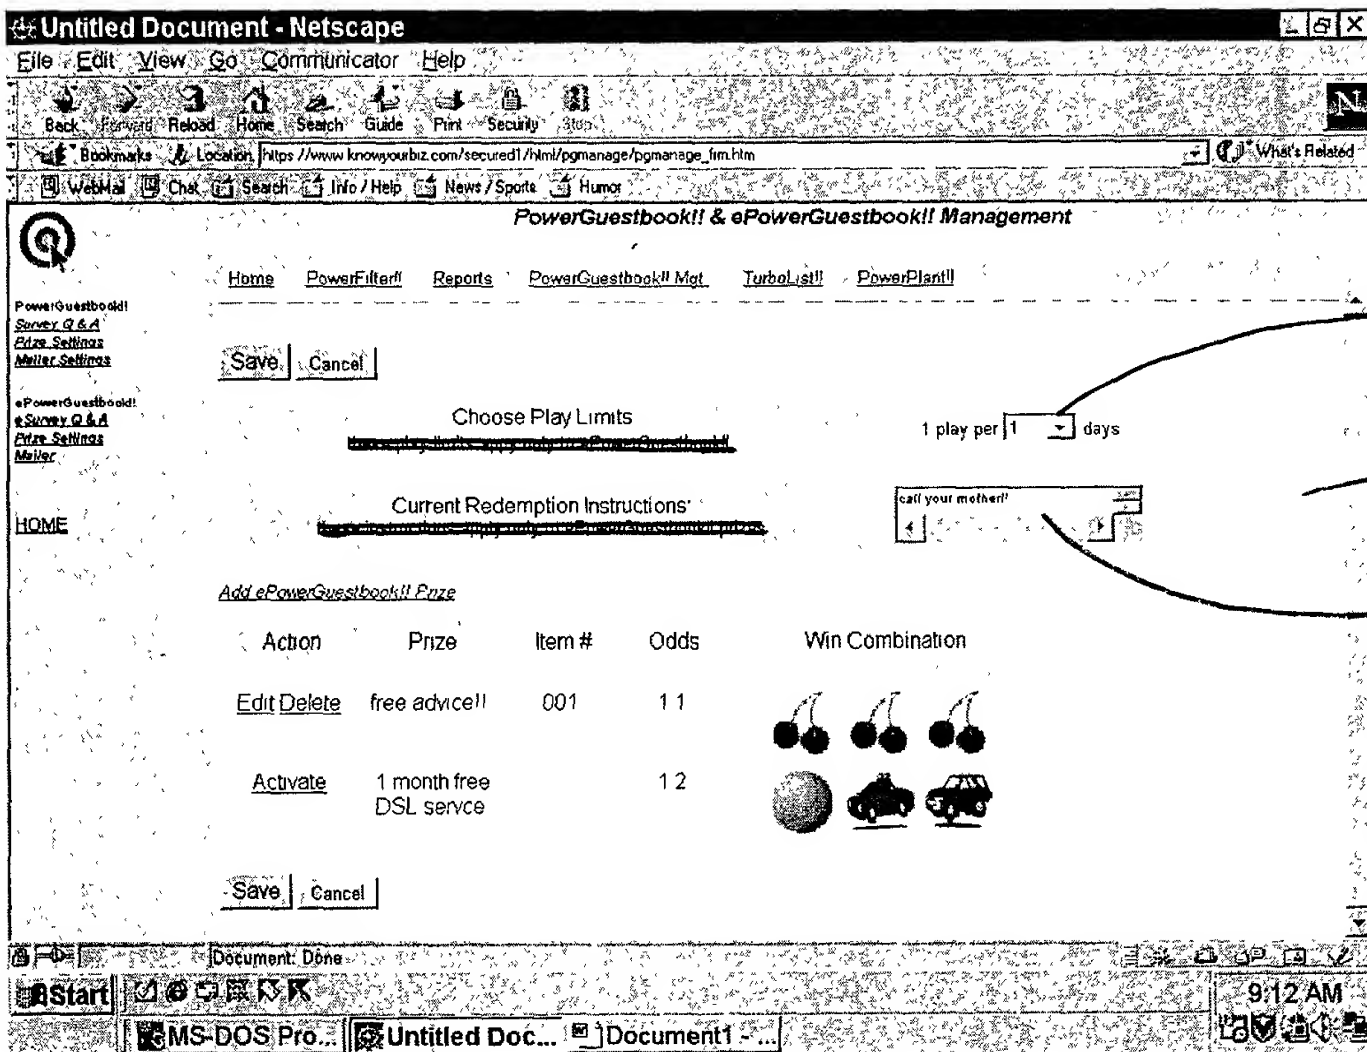 Untitled Document - Netscape
File Edit View Go Communicator Help
Back Forward Reload Home Search Guide Print Security Stop
Bookmarks Location https //www knowyourbiz.com/secured1/html/pgmanage/pgmanage_frm.htm What's Related
WebMail Chat Search Info / Help News / Sports Humor
PowerGuestbook!! & ePowerGuestbook!! Management
Home PowerFilter!! Reports PowerGuestbook!! Mgt TurboList!! PowerPlant!!
PowerGuestbook!!
Survey Q & A
Prize Settings
Mailer Settings
Save Cancel
ePowerGuestbook!!
eSurvey Q & A
Prize Settings
Mailer
HOME
Choose Play Limits
1 play per 1 days
Current Redemption Instructions
call your mother!!
Add ePowerGuestbook!! Prize
Action Prize Item # Odds Win Combination
Edit Delete free advice!! 001 1 1
Activate 1 month free DSL servce 1 2
Save Cancel
Document: Done
Start 9:12 AM
MS-DOS Pro... Untitled Doc... Document1 - ...